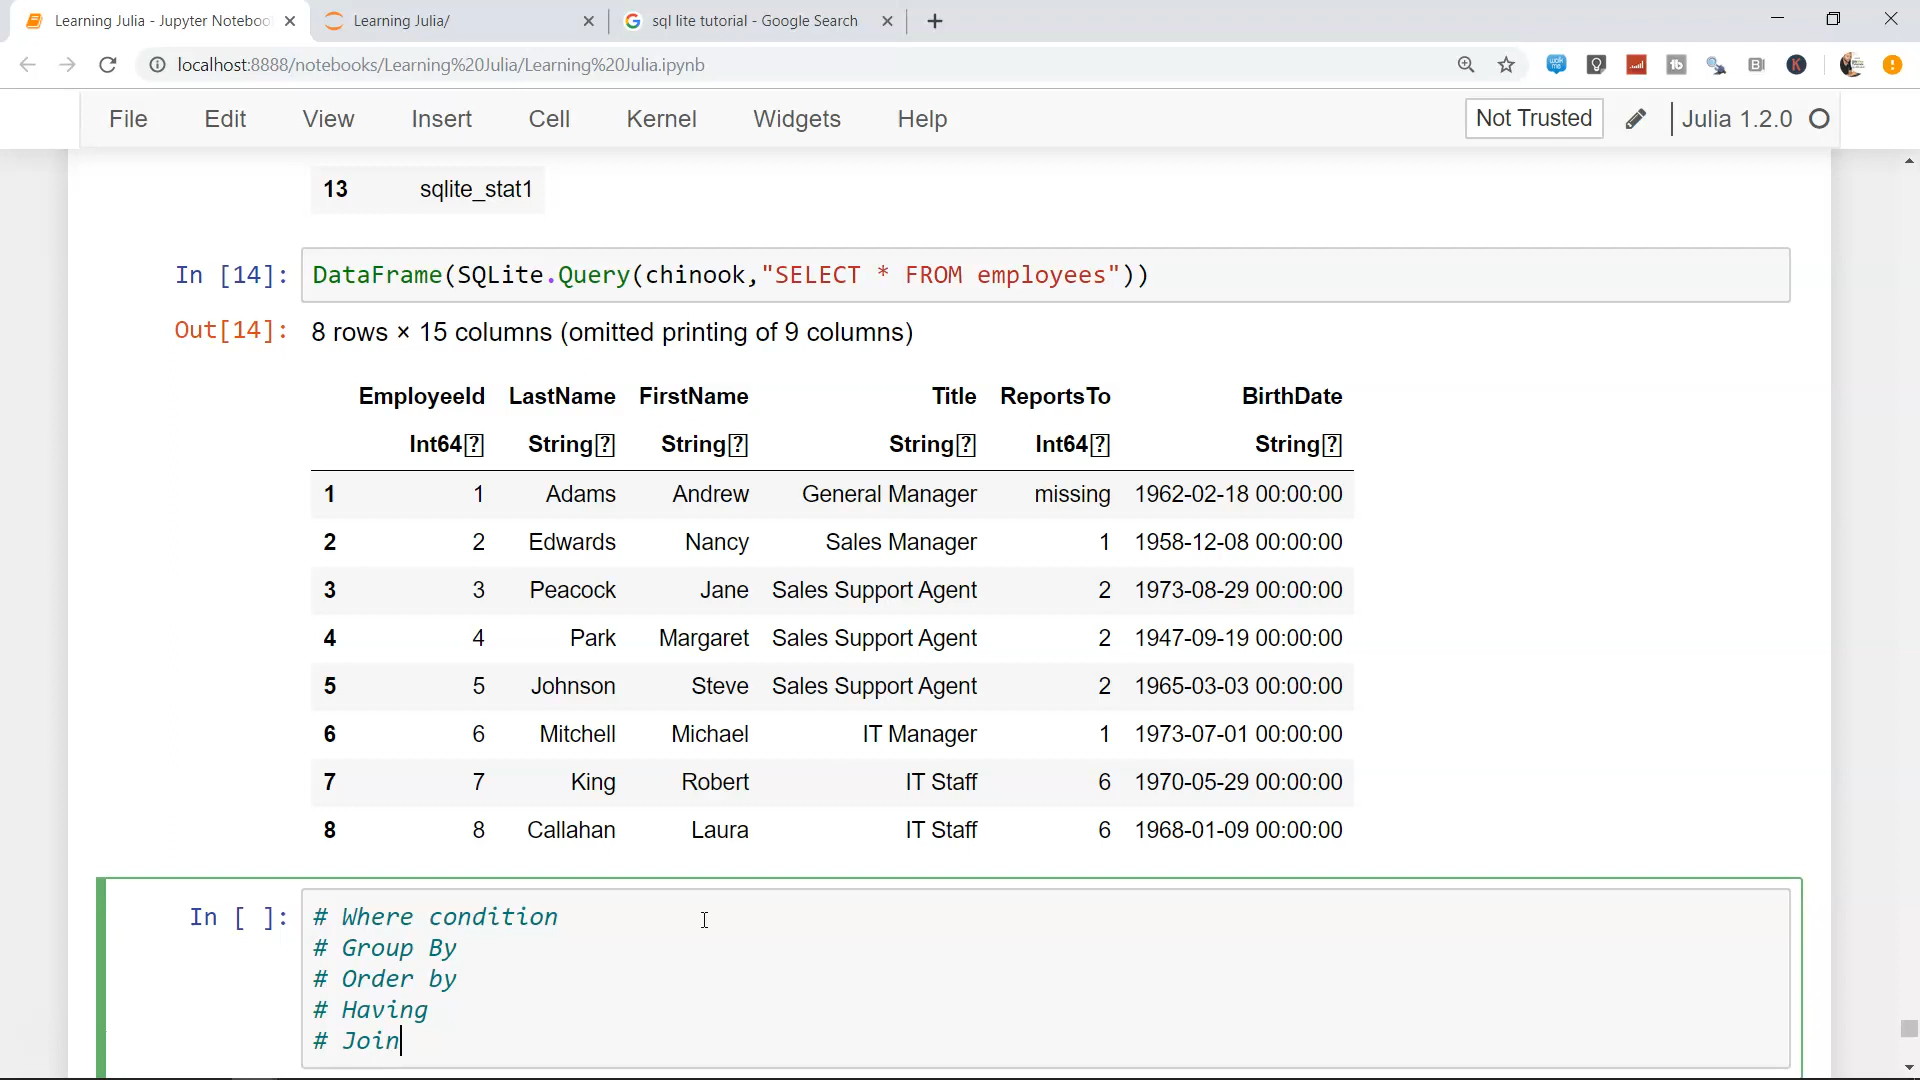 Learning Julia - Jupyter Noteboo
Learning Julia/
sql lite tutorial - Google Search
localhost:8888/notebooks/Learning%20Julia/Learning%20Julia.ipynb
File Edit View Insert Cell Kernel Widgets Help
Not Trusted
Julia 1.2.0
13 sqlite_stat1
In [14]: DataFrame(SQLite.Query(chinook,"SELECT * FROM employees"))
Out[14]: 8 rows × 15 columns (omitted printing of 9 columns)
EmployeeId LastName FirstName Title ReportsTo BirthDate
Int64⍰ String⍰ String⍰ String⍰ Int64⍰ String⍰
1 1 Adams Andrew General Manager missing 1962-02-18 00:00:00
2 2 Edwards Nancy Sales Manager 1 1958-12-08 00:00:00
3 3 Peacock Jane Sales Support Agent 2 1973-08-29 00:00:00
4 4 Park Margaret Sales Support Agent 2 1947-09-19 00:00:00
5 5 Johnson Steve Sales Support Agent 2 1965-03-03 00:00:00
6 6 Mitchell Michael IT Manager 1 1973-07-01 00:00:00
7 7 King Robert IT Staff 6 1970-05-29 00:00:00
8 8 Callahan Laura IT Staff 6 1968-01-09 00:00:00
In [ ]: # Where condition
# Group By
# Order by
# Having
# Join